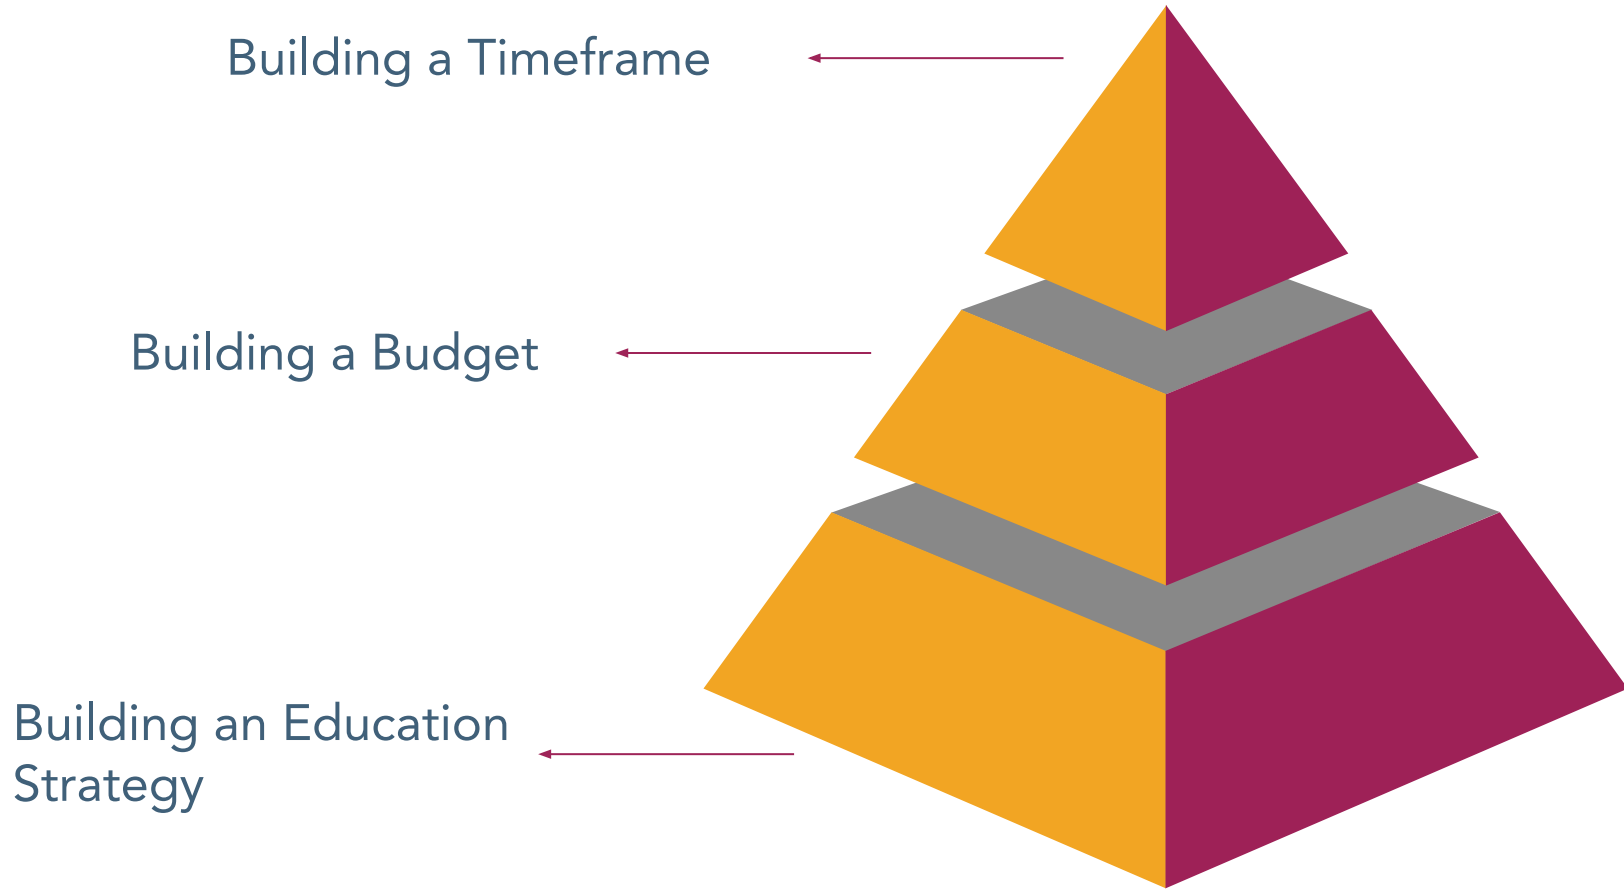 Building a Timeframe
Building a Budget
Building an Education
Strategy